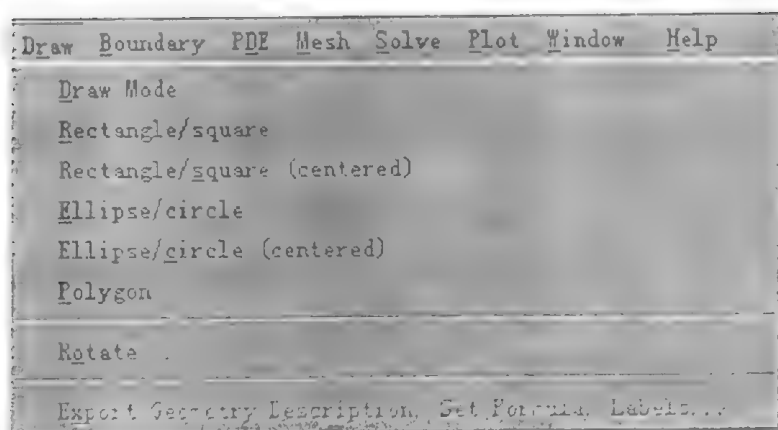 Draw Boundary PDE Mesh Solve Plot Window Help
Draw Mode
Rectangle/square
Rectangle/square (centered)
Ellipse/circle
Ellipse/circle (centered)
Polygon
Rotate
Export Geometry Description, Set Formula, Labels...